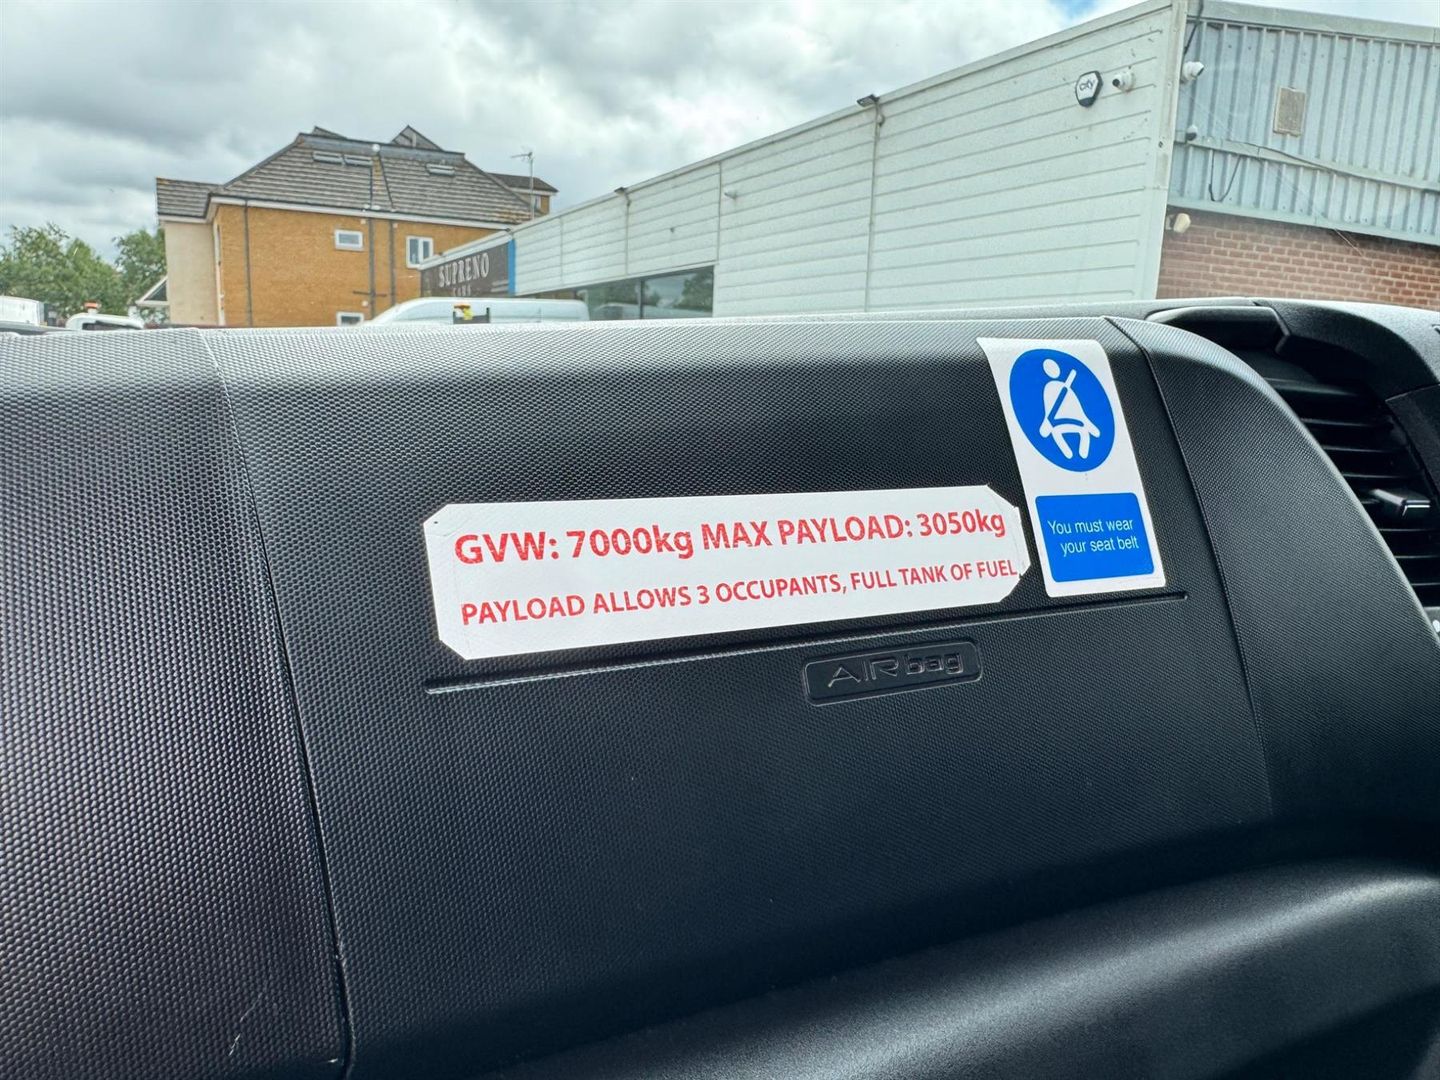 SUPRENO
GVW: 7000kg MAX PAYLOAD: 3050kg
PAYLOAD ALLOWS 3 OCCUPANTS, FULL TANK OF FUEL
You must wear
your seat belt
AIRbag